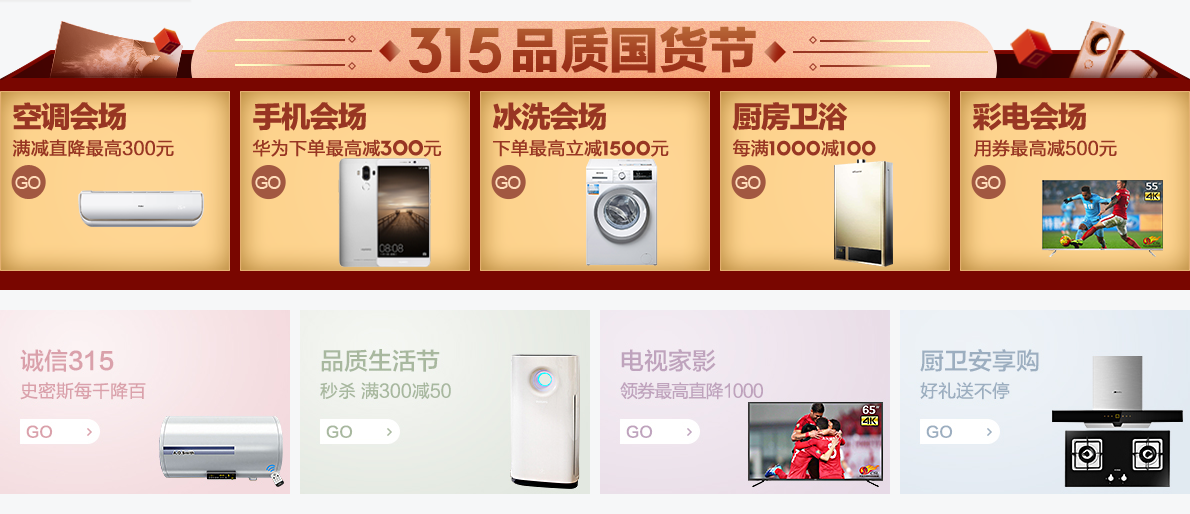 315品质国货节
空调会场
满减直降最高300元
GO
手机会场
华为下单最高减300元
GO
08:08
冰洗会场
下单最高立减1500元
GO
厨房卫浴
每满1000减100
GO
彩电会场
用券最高减500元
GO
55"
4K
诚信315
史密斯每千降百
GO >
品质生活节
秒杀 满300减50
GO >
电视家影
领券最高直降1000
GO >
65"
4K
厨卫安享购
好礼送不停
GO >